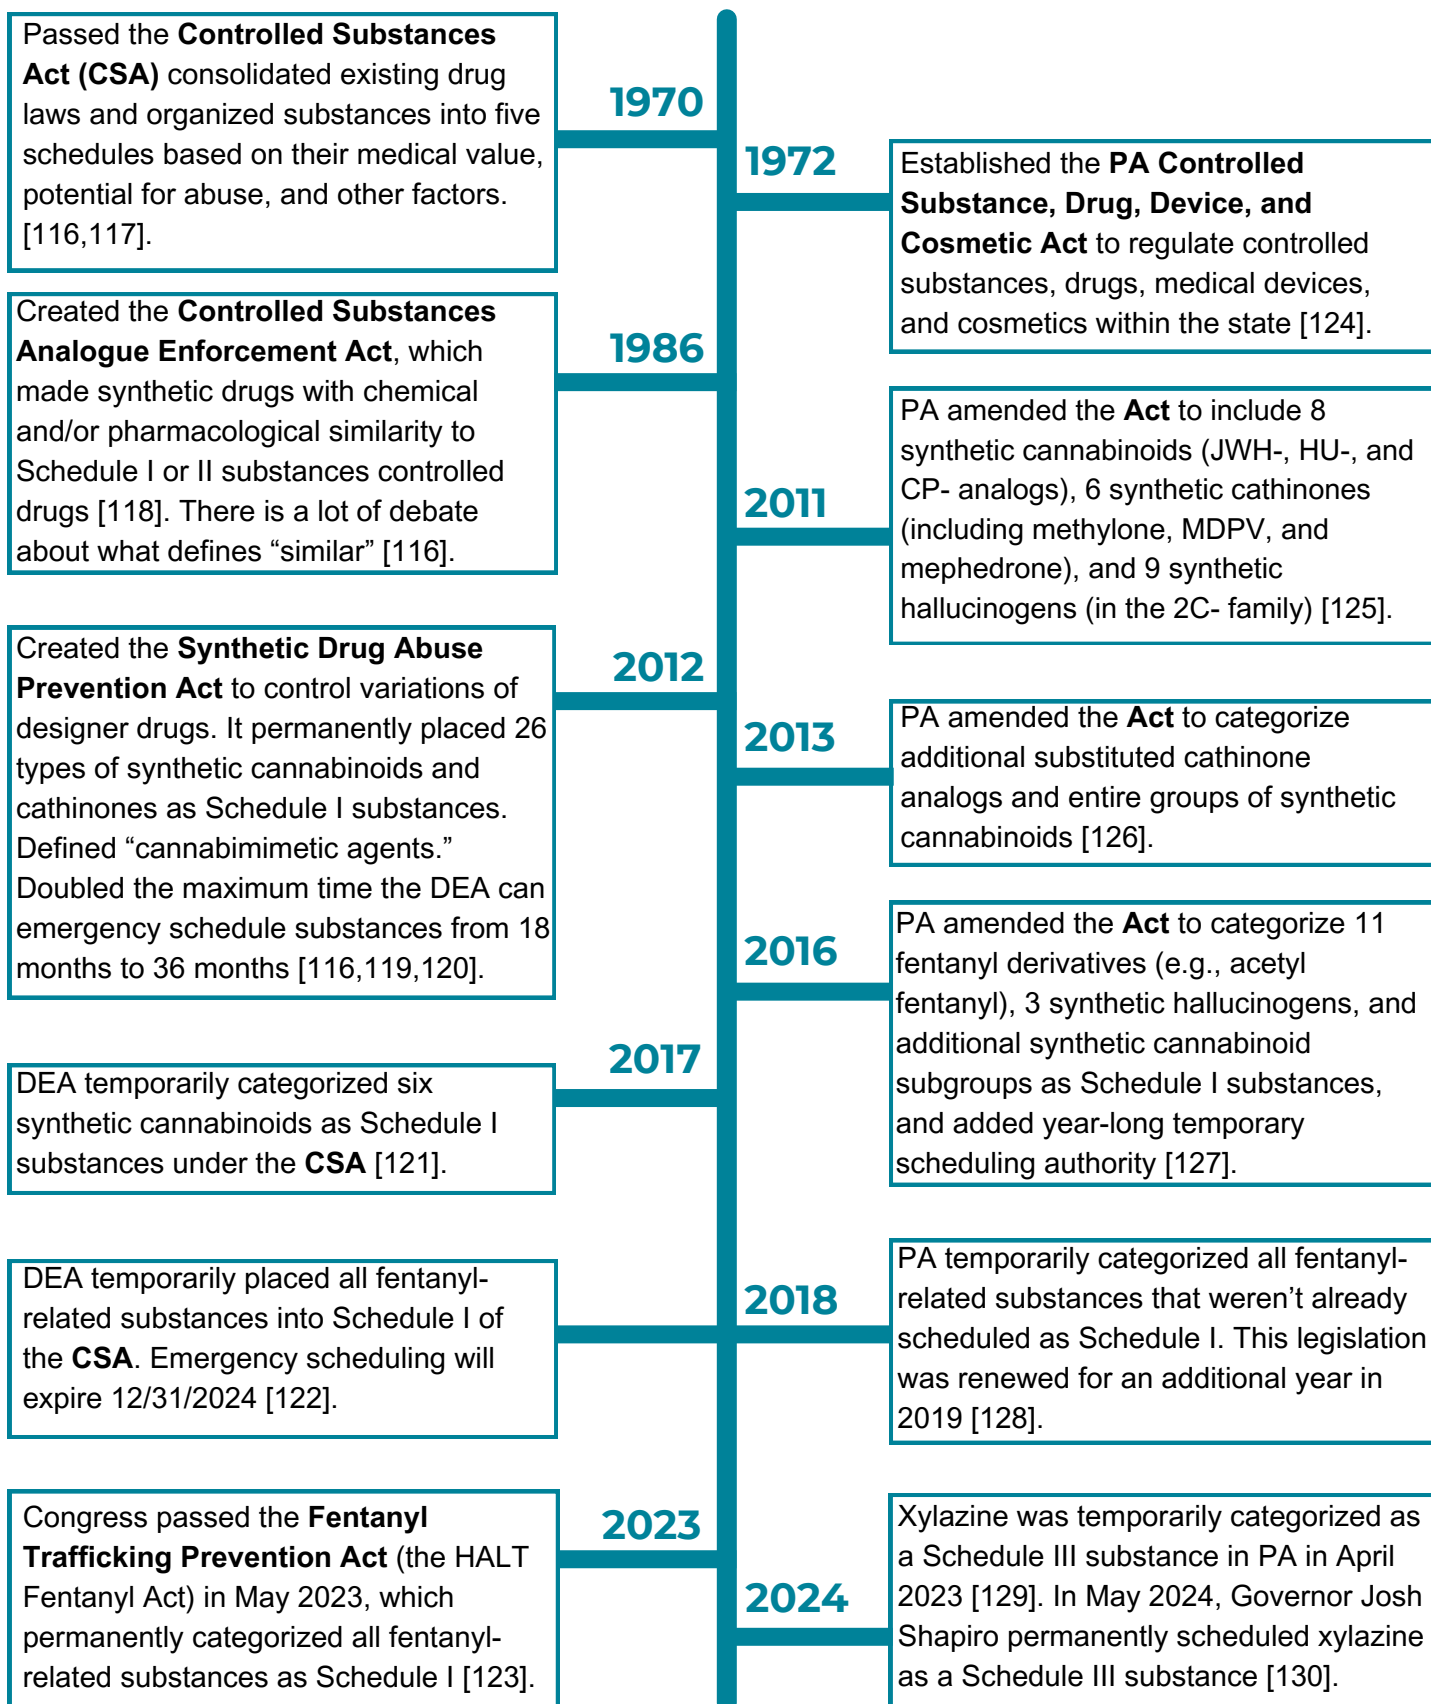 1970
Passed the Controlled Substances
Act (CSA) consolidated existing drug
laws and organized substances into five
schedules based on their medical value,
potential for abuse, and other factors.
[116,117].
1972
Established the PA Controlled
Substance, Drug, Device, and
Cosmetic Act to regulate controlled
substances, drugs, medical devices,
and cosmetics within the state [124].
1986
Created the Controlled Substances
Analogue Enforcement Act, which
made synthetic drugs with chemical
and/or pharmacological similarity to
Schedule I or II substances controlled
drugs [118]. There is a lot of debate
about what defines “similar” [116].
2011
PA amended the Act to include 8
synthetic cannabinoids (JWH-, HU-, and
CP- analogs), 6 synthetic cathinones
(including methylone, MDPV, and
mephedrone), and 9 synthetic
hallucinogens (in the 2C- family) [125].
2012
Created the Synthetic Drug Abuse
Prevention Act to control variations of
designer drugs. It permanently placed 26
types of synthetic cannabinoids and
cathinones as Schedule I substances.
Defined “cannabimimetic agents.”
Doubled the maximum time the DEA can
emergency schedule substances from 18
months to 36 months [116,119,120].
2013
PA amended the Act to categorize
additional substituted cathinone
analogs and entire groups of synthetic
cannabinoids [126].
2016
PA amended the Act to categorize 11
fentanyl derivatives (e.g., acetyl
fentanyl), 3 synthetic hallucinogens, and
additional synthetic cannabinoid
subgroups as Schedule I substances,
and added year-long temporary
scheduling authority [127].
2017
DEA temporarily categorized six
synthetic cannabinoids as Schedule I
substances under the CSA [121].
2018
DEA temporarily placed all fentanyl-
related substances into Schedule I of
the CSA. Emergency scheduling will
expire 12/31/2024 [122].
PA temporarily categorized all fentanyl-
related substances that weren’t already
scheduled as Schedule I. This legislation
was renewed for an additional year in
2019 [128].
2023
Congress passed the Fentanyl
Trafficking Prevention Act (the HALT
Fentanyl Act) in May 2023, which
permanently categorized all fentanyl-
related substances as Schedule I [123].
2024
Xylazine was temporarily categorized as
a Schedule III substance in PA in April
2023 [129]. In May 2024, Governor Josh
Shapiro permanently scheduled xylazine
as a Schedule III substance [130].